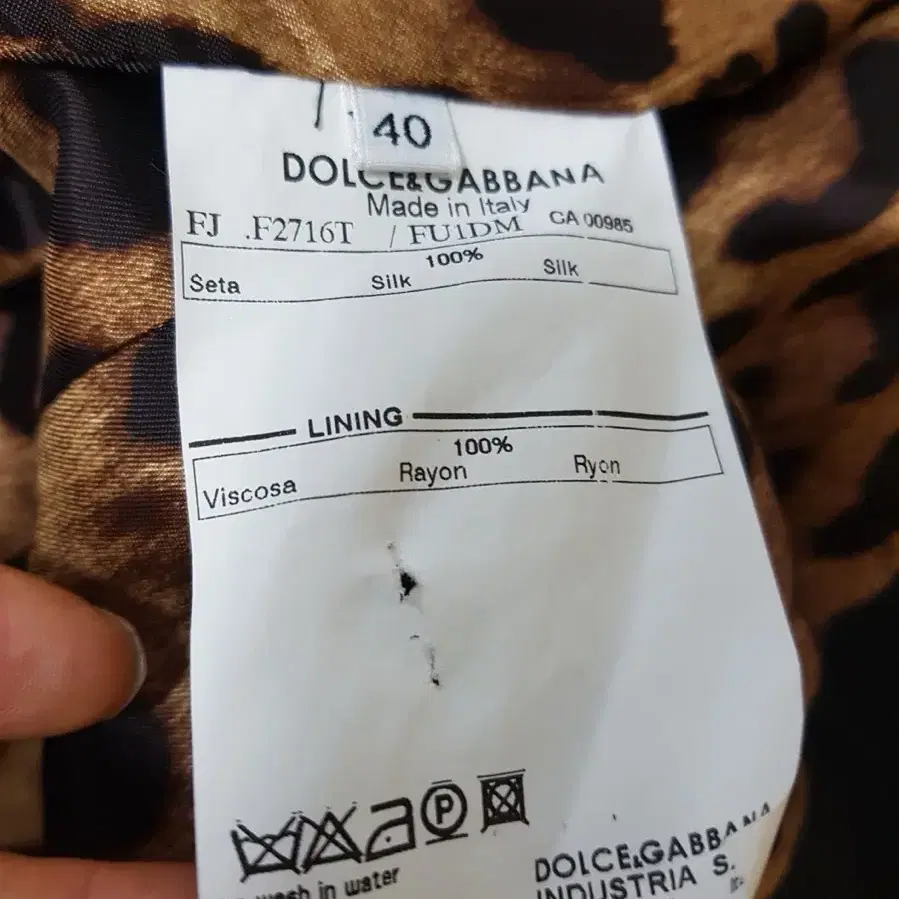 40
DOLCE&GABBANA
Made in Italy
FJ .F2716T / FU1DM CA 00985
100%
Seta Silk Silk
LINING
100%
Viscosa Rayon Ryon
P
wash in water
DOLCE&GABBANA
INDUSTRIA S.